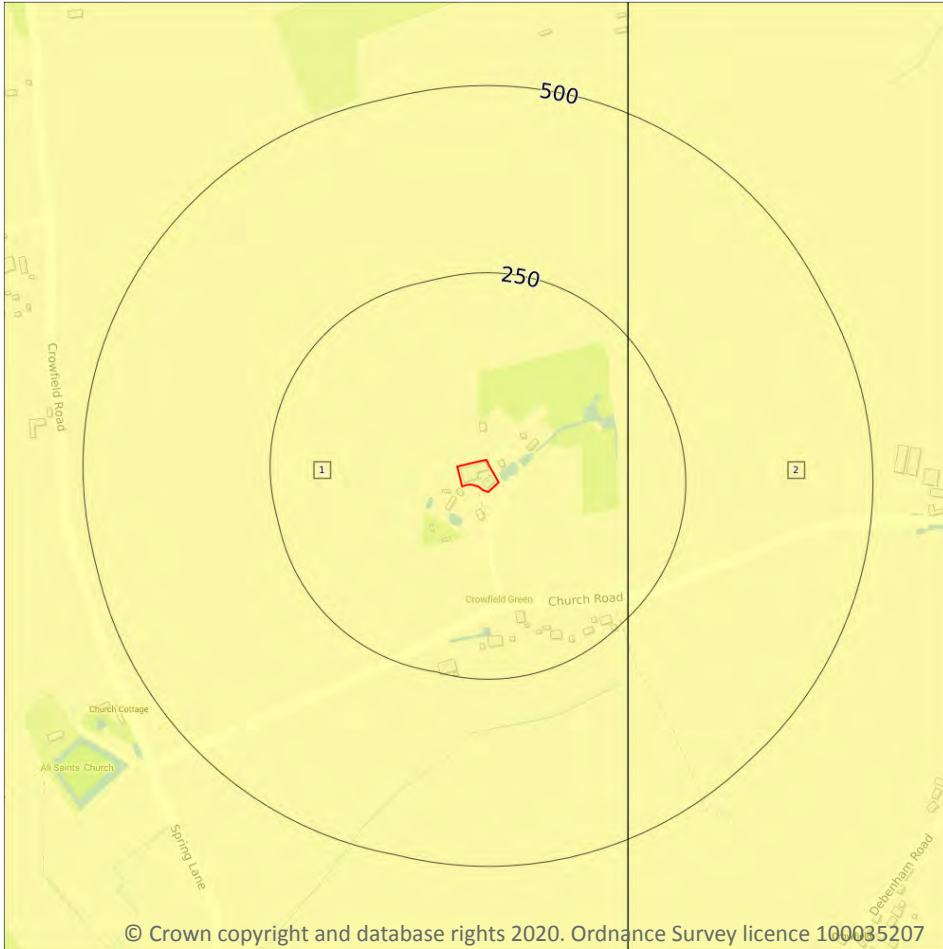 500
250
Crowfield Road
1
2
Crowfield Green
Church Road
Church Cottage
All Saints' Church
Spring Lane
Debenham Road
© Crown copyright and database rights 2020. Ordnance Survey licence 100035207